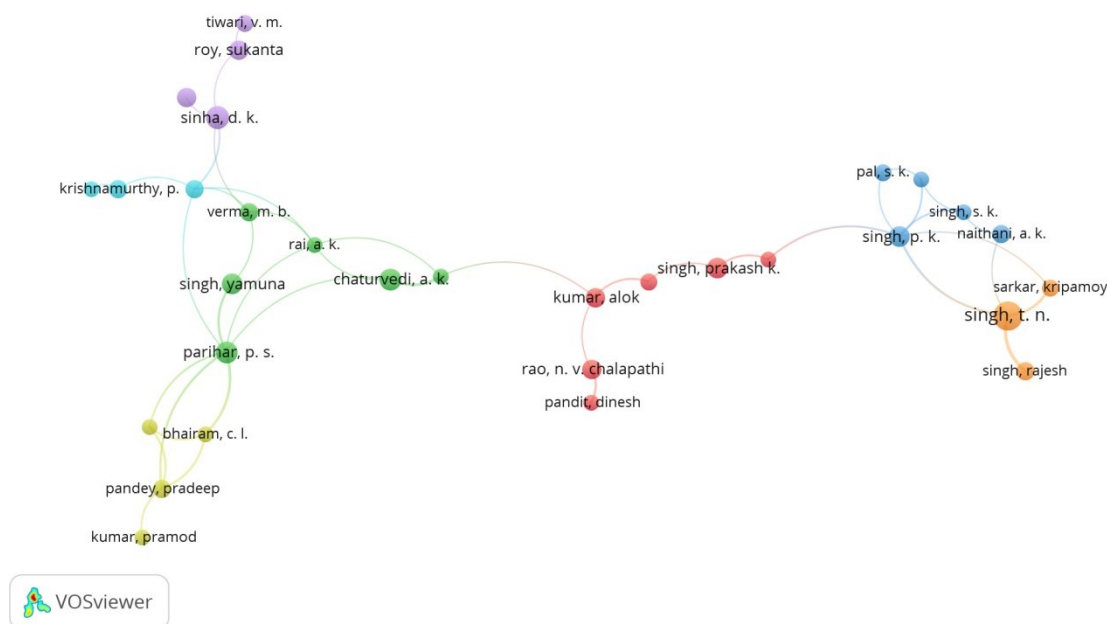 tiwari, v. m.
roy, sukanta
sinha, d. k.
krishnamurthy, p.
verma, m. b.
rai, a. k.
singh, yamuna
chaturvedi, a. k.
parihar, p. s.
bhairam, c. l.
pandey, pradeep
kumar, pramod
kumar, alok
singh, prakash k.
rao, n. v. chalapathi
pandit, dinesh
pal, s. k.
singh, s. k.
singh, p. k.
naithani, a. k.
sarkar, kripamoy
singh, t. n.
singh, rajesh
VOSviewer